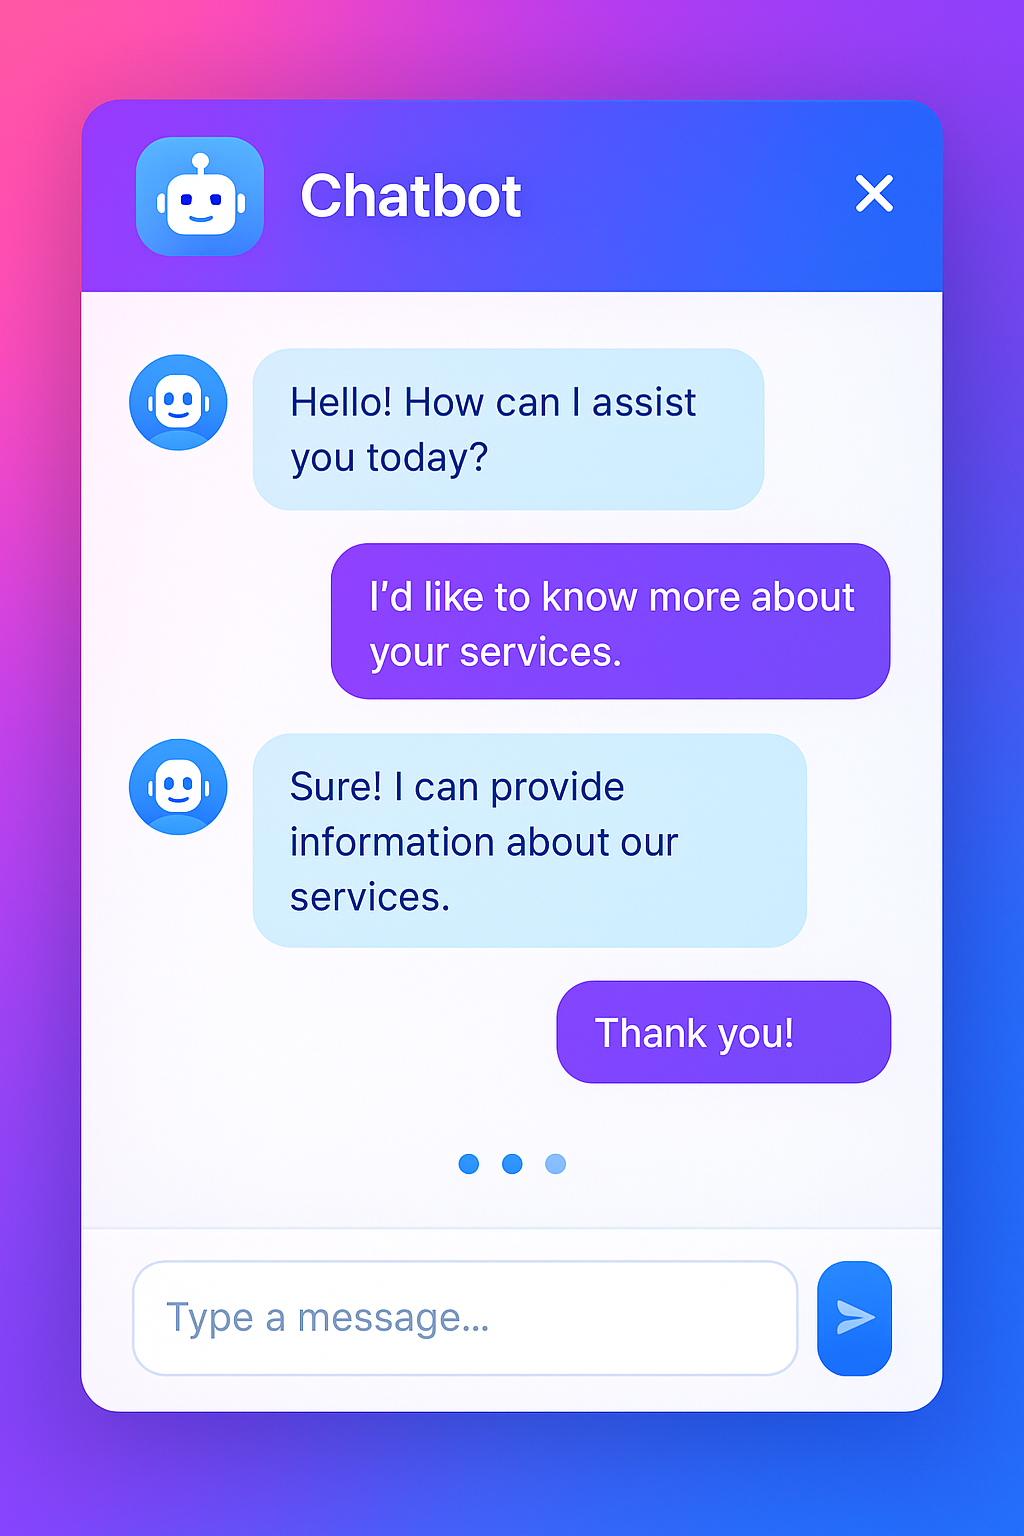 Chatbot
Hello! How can I assist
you today?
I’d like to know more about
your services.
Sure! I can provide
information about our
services.
Thank you!
Type a message...